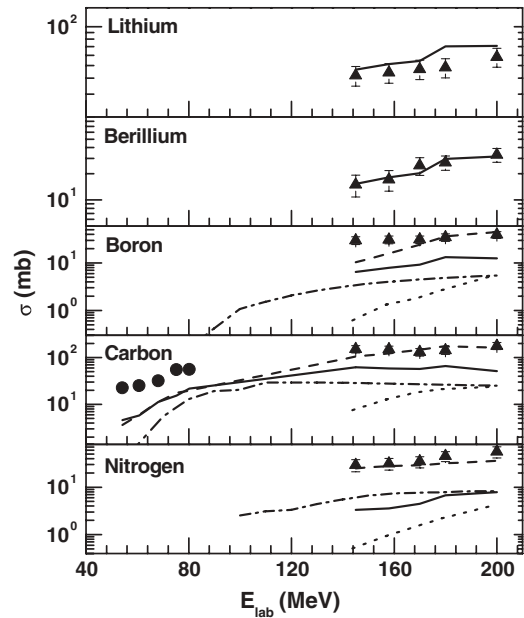 10²
Lithium
Berillium
10¹
Boron
10¹
10⁰
σ (mb)
Carbon
10²
10¹
Nitrogen
10¹
10⁰
40 80 120 160 200
E_lab (MeV)